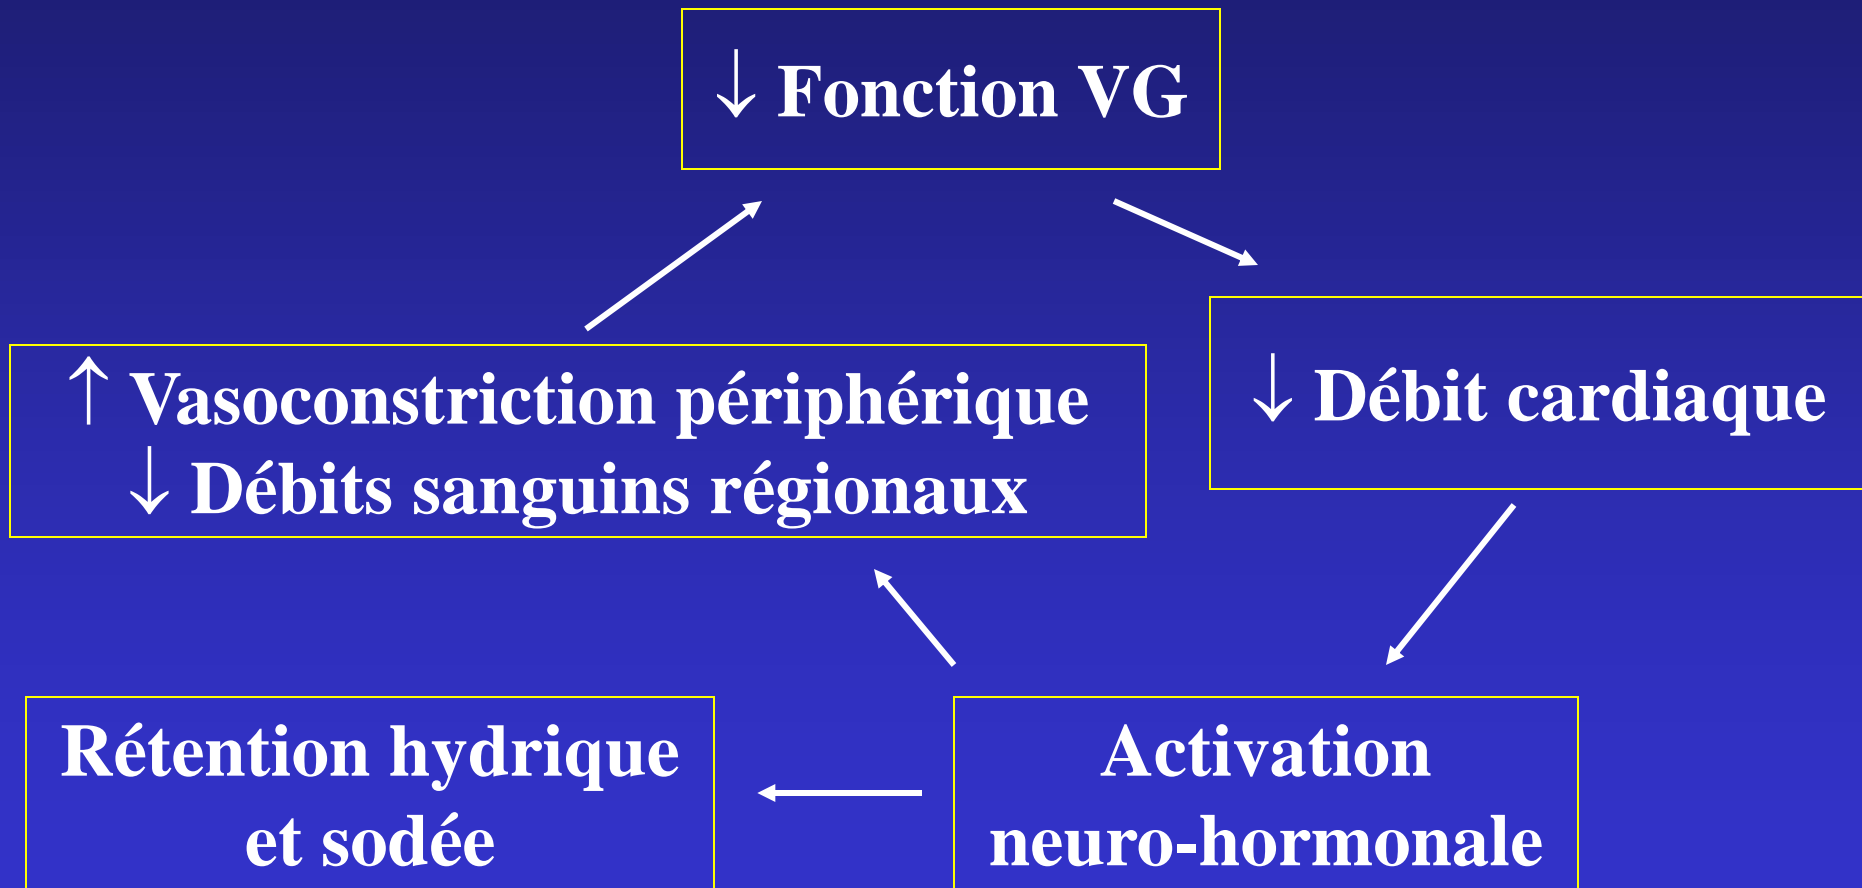 ↓ Fonction VG
↑ Vasoconstriction périphérique
↓ Débits sanguins régionaux
↓ Débit cardiaque
Rétention hydrique
et sodée
Activation
neuro-hormonale